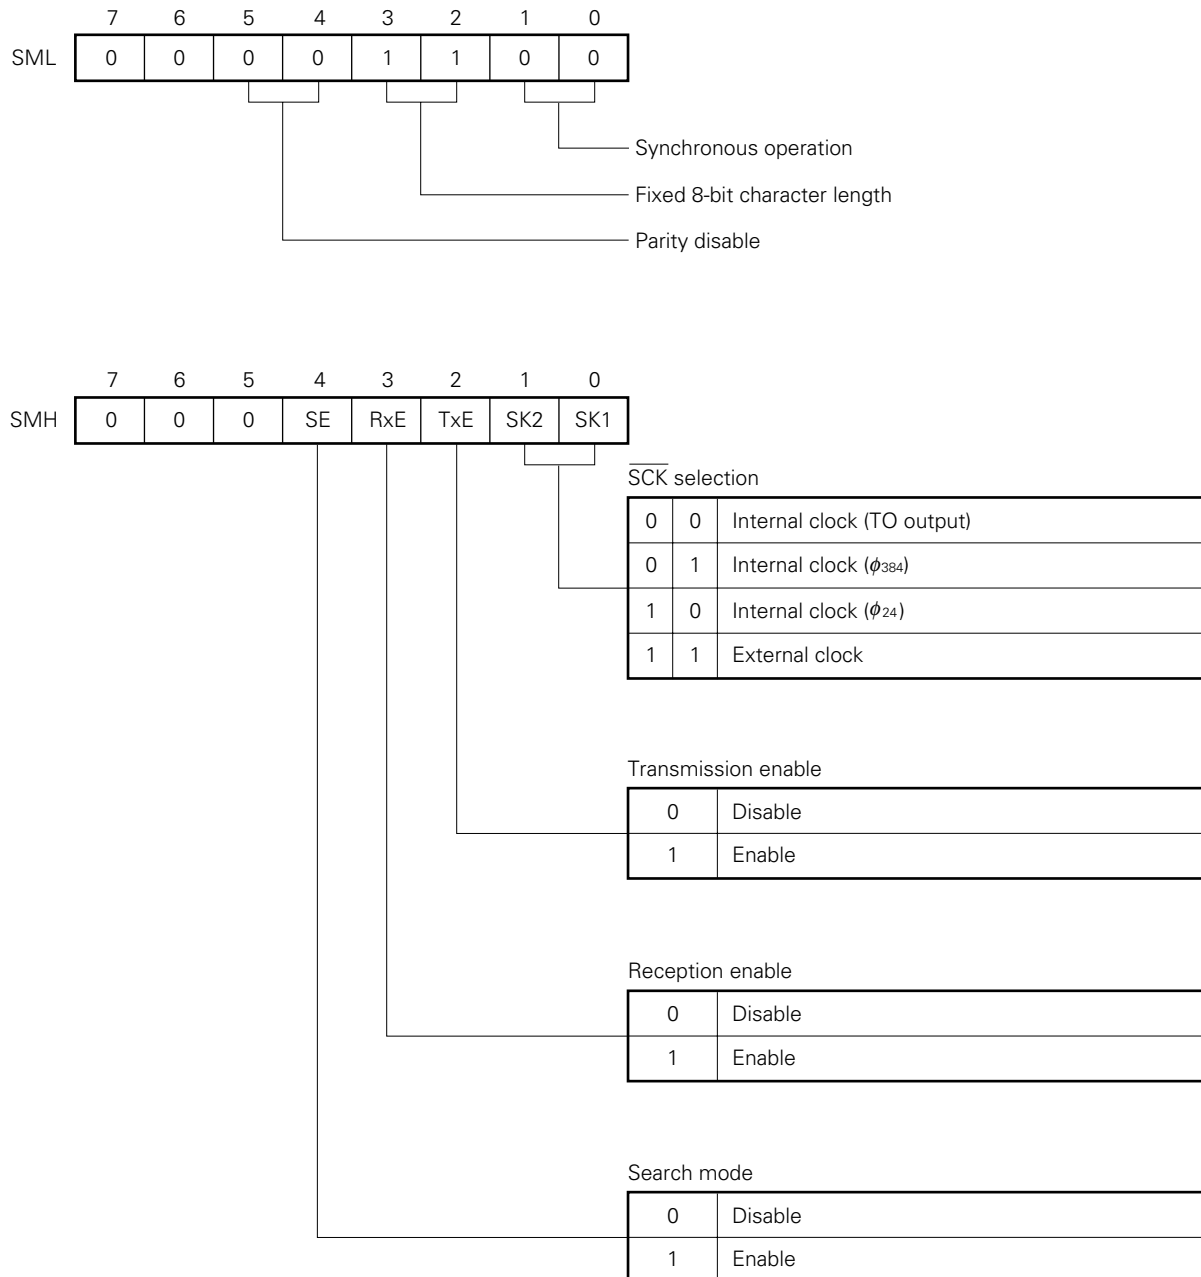 7 6 5 4 3 2 1 0
SML 0 0 0 0 1 1 0 0
Synchronous operation
Fixed 8-bit character length
Parity disable
7 6 5 4 3 2 1 0
SMH 0 0 0 SE RxE TxE SK2 SK1
SCK selection
0 0 Internal clock (TO output)
0 1 Internal clock (ϕ384)
1 0 Internal clock (ϕ24)
1 1 External clock
Transmission enable
0 Disable
1 Enable
Reception enable
0 Disable
1 Enable
Search mode
0 Disable
1 Enable